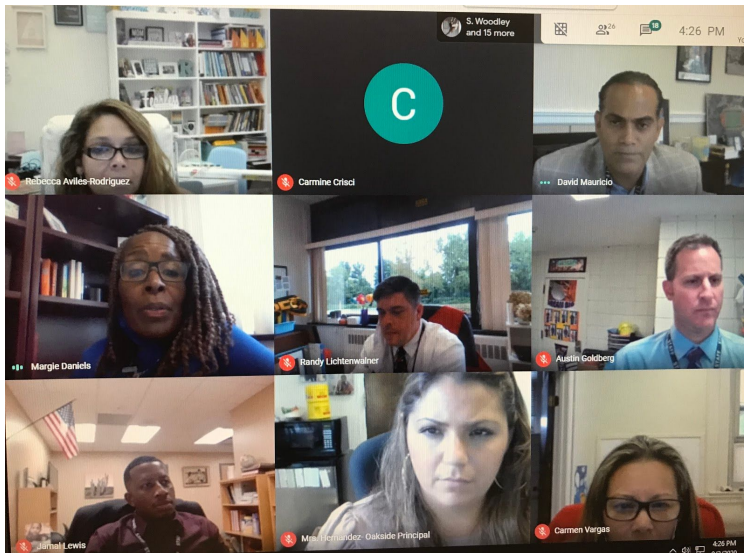 S. Woodley
and 15 more
26
18
4:26 PM
Yo
C
Rebecca Aviles-Rodriguez
Carmine Crisci
David Mauricio
Margie Daniels
Randy Lichtenwalner
Austin Goldberg
Jamal Lewis
Mrs. Hernandez- Oakside Principal
Carmen Vargas
4:26 PM